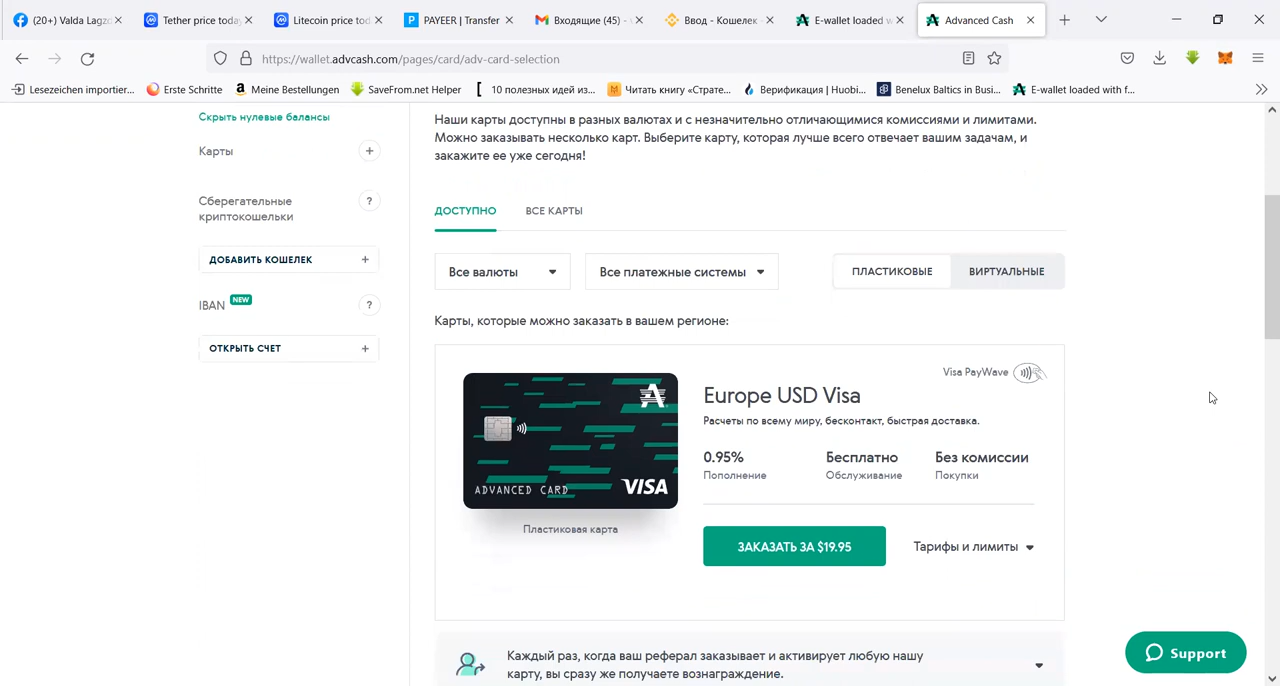 (20+) Valda Lagzd
Tether price today
Litecoin price tod
PAYEER | Transfer
Входящие (45) -
Ввод - Кошелек
E-wallet loaded w
Advanced Cash
https://wallet.advcash.com/pages/card/adv-card-selection
Lesezeichen importier...
Erste Schritte
Meine Bestellungen
SaveFrom.net Helper
10 полезных идей из...
Читать книгу «Страте...
Верификация | Huobi...
Benelux Baltics in Busi...
E-wallet loaded with f...
Скрыть нулевые балансы
Карты
Сберегательные
криптокошельки
?
ДОБАВИТЬ КОШЕЛЕК +
IBAN NEW ?
ОТКРЫТЬ СЧЕТ +
Наши карты доступны в разных валютах и с незначительно отличающимися комиссиями и лимитами.
Можно заказывать несколько карт. Выберите карту, которая лучше всего отвечает вашим задачам, и
закажите ее уже сегодня!
ДОСТУПНО ВСЕ КАРТЫ
Все валюты Все платежные системы ПЛАСТИКОВЫЕ ВИРТУАЛЬНЫЕ
Карты, которые можно заказать в вашем регионе:
Visa PayWave
ADVANCED CARD VISA
Пластиковая карта
Europe USD Visa
Расчеты по всему миру, бесконтакт, быстрая доставка.
0.95% Бесплатно Без комиссии
Пополнение Обслуживание Покупки
ЗАКАЗАТЬ ЗА $19.95 Тарифы и лимиты
Каждый раз, когда ваш реферал заказывает и активирует любую нашу
карту, вы сразу же получаете вознаграждение.
Support